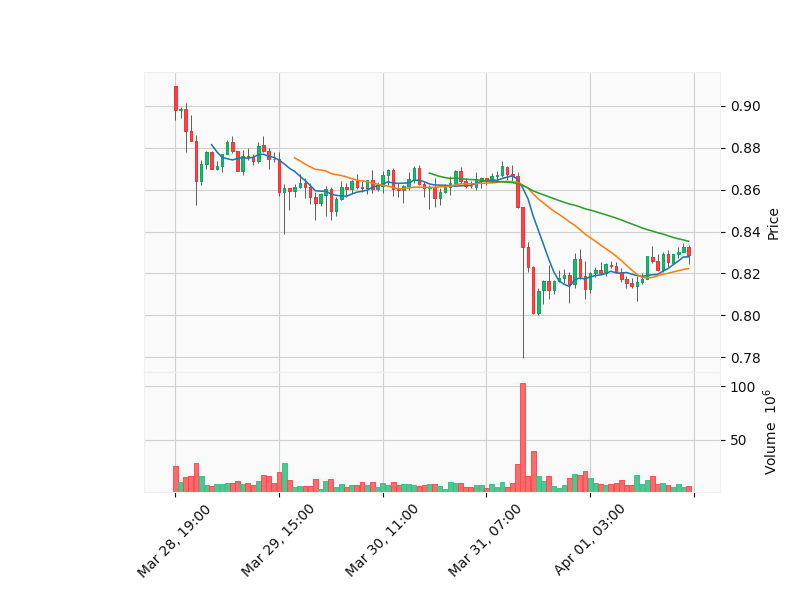 0.90
0.88
0.86
0.84
0.82
0.80
0.78
Price
100
50
Volume 10^6
Mar 28, 19:00
Mar 29, 15:00
Mar 30, 11:00
Mar 31, 07:00
Apr 01, 03:00